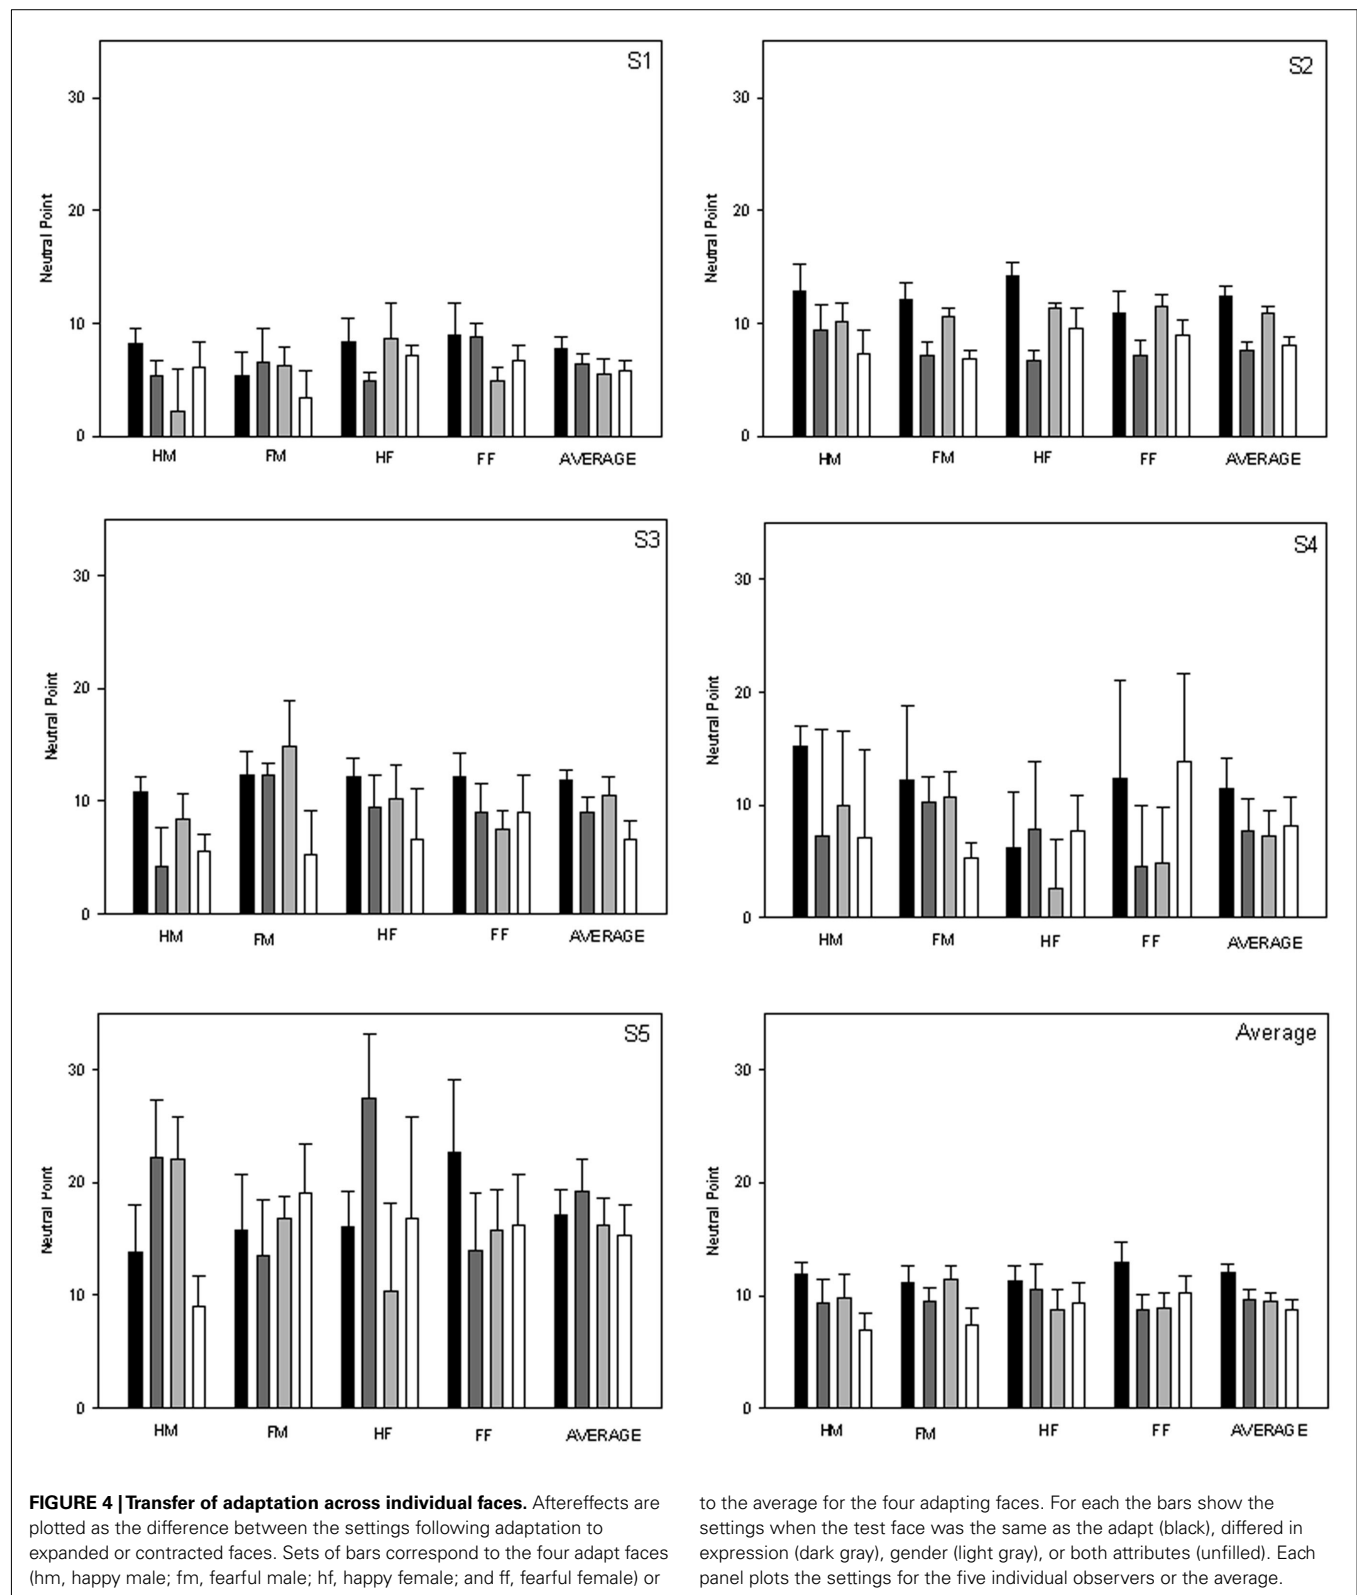 S1
30
20
10
0
Neutral Point
HM FM HF FF AVERAGE
S2
30
20
10
0
Neutral Point
HM FM HF FF AVERAGE
S3
30
20
10
0
Neutral Point
HM FM HF FF AVERAGE
S4
30
20
10
0
Neutral Point
HM FM HF FF AVERAGE
S5
30
20
10
0
Neutral Point
HM FM HF FF AVERAGE
Average
30
20
10
0
Neutral Point
HM FM HF FF AVERAGE
FIGURE 4 | Transfer of adaptation across individual faces. Aftereffects are
plotted as the difference between the settings following adaptation to
expanded or contracted faces. Sets of bars correspond to the four adapt faces
(hm, happy male; fm, fearful male; hf, happy female; and ff, fearful female) or
to the average for the four adapting faces. For each the bars show the
settings when the test face was the same as the adapt (black), differed in
expression (dark gray), gender (light gray), or both attributes (unfilled). Each
panel plots the settings for the five individual observers or the average.